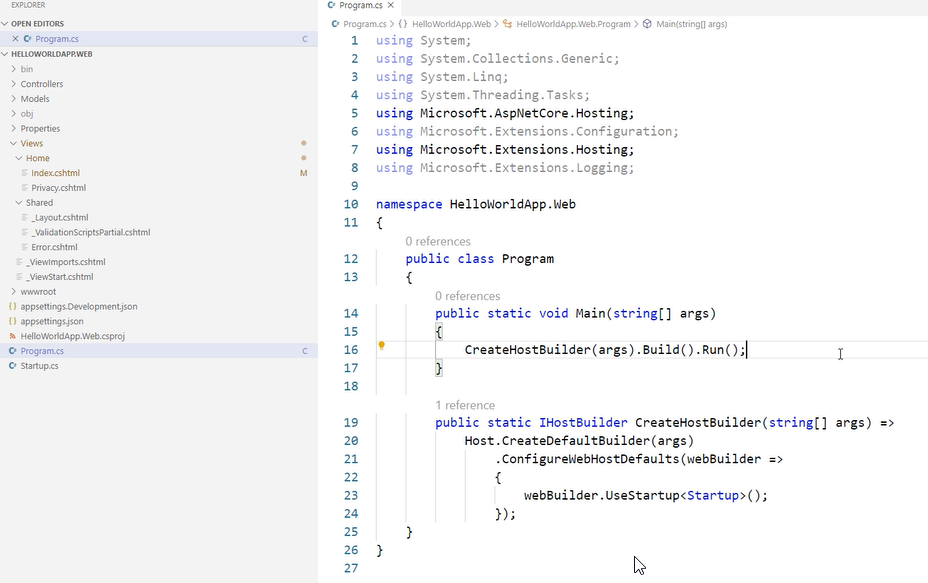 EXPLORER
OPEN EDITORS
Program.cs C
HELLOWORLDAPP.WEB
bin
Controllers
Models
obj
Properties
Views
Home
Index.cshtml M
Privacy.cshtml
Shared
_Layout.cshtml
_ValidationScriptsPartial.cshtml
Error.cshtml
_ViewImports.cshtml
_ViewStart.cshtml
wwwroot
{} appsettings.Development.json
{} appsettings.json
HelloWorldApp.Web.csproj
Program.cs C
Startup.cs
Program.cs
Program.cs > {} HelloWorldApp.Web > HelloWorldApp.Web.Program > Main(string[] args)
1 using System;
2 using System.Collections.Generic;
3 using System.Linq;
4 using System.Threading.Tasks;
5 using Microsoft.AspNetCore.Hosting;
6 using Microsoft.Extensions.Configuration;
7 using Microsoft.Extensions.Hosting;
8 using Microsoft.Extensions.Logging;
9
10 namespace HelloWorldApp.Web
11 {
0 references
12 public class Program
13 {
0 references
14 public static void Main(string[] args)
15 {
16 CreateHostBuilder(args).Build().Run();
17 }
18
1 reference
19 public static IHostBuilder CreateHostBuilder(string[] args) =>
20 Host.CreateDefaultBuilder(args)
21 .ConfigureWebHostDefaults(webBuilder =>
22 {
23 webBuilder.UseStartup<Startup>();
24 });
25 }
26 }
27